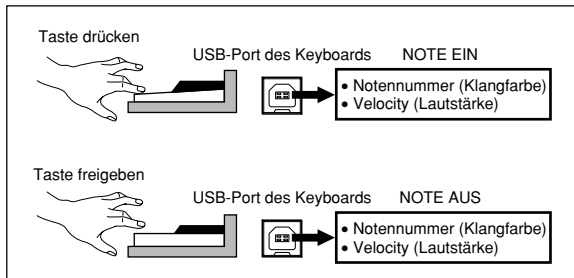 Taste drücken
USB-Port des Keyboards NOTE EIN
• Notennummer (Klangfarbe)
• Velocity (Lautstärke)
Taste freigeben
USB-Port des Keyboards NOTE AUS
• Notennummer (Klangfarbe)
• Velocity (Lautstärke)